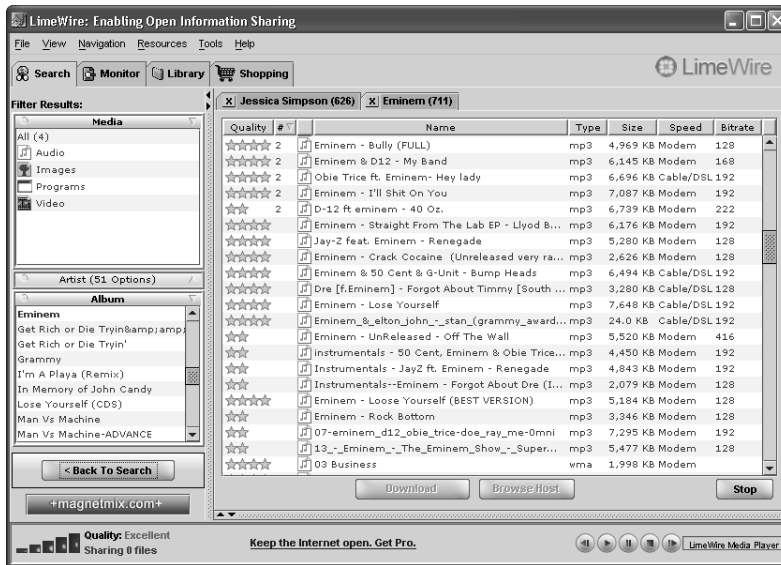 LimeWire: Enabling Open Information Sharing
File View Navigation Resources Tools Help
Search Monitor Library Shopping
LimeWire
Filter Results:
x Jessica Simpson (626) x Eminem (711)
Media
All (4)
Audio
Images
Programs
Video
Artist (51 Options)
Album
Eminem
Get Rich or Die Tryin&amp;amp;
Get Rich or Die Tryin'
Grammy
I'm A Playa (Remix)
In Memory of John Candy
Lose Yourself (CDS)
Man Vs Machine
Man Vs Machine-ADVANCE
< Back To Search
+magnetmix.com+
Quality # Name Type Size Speed Bitrate
2 Eminem - Bully (FULL) mp3 4,969 KB Modem 128
2 Eminem & D12 - My Band mp3 6,145 KB Modem 168
2 Obie Trice ft. Eminem- Hey lady mp3 6,696 KB Cable/DSL 192
2 Eminem - I'll Shit On You mp3 7,087 KB Modem 192
2 D-12 ft eminem - 40 Oz. mp3 6,739 KB Modem 222
Eminem - Straight From The Lab EP - Llyod B... mp3 6,176 KB Modem 192
Jay-Z feat. Eminem - Renegade mp3 5,280 KB Modem 128
Eminem - Crack Cocaine (Unreleased very ra... mp3 2,626 KB Modem 128
Eminem & 50 Cent & G-Unit - Bump Heads mp3 6,494 KB Cable/DSL 192
Dre [f.Eminem] - Forgot About Timmy [South ... mp3 3,280 KB Cable/DSL 128
Eminem - Lose Yourself mp3 7,648 KB Cable/DSL 192
Eminem_&_elton_john_-_stan_(grammy_award... mp3 24.0 KB Cable/DSL 192
Eminem - UnReleased - Off The Wall mp3 5,520 KB Modem 416
instrumentals - 50 Cent, Eminem & Obie Trice... mp3 4,450 KB Modem 192
Instrumentals - JayZ ft. Eminem - Renegade mp3 4,843 KB Modem 192
Instrumentals--Eminem - Forgot About Dre (I... mp3 2,079 KB Modem 128
Eminem - Loose Yourself (BEST VERSION) mp3 5,184 KB Modem 128
Eminem - Rock Bottom mp3 3,346 KB Modem 128
07-eminem_d12_obie_trice-doe_ray_me-0mni mp3 7,295 KB Modem 192
13_-_Eminem_-_The_Eminem_Show_-_Super... mp3 5,477 KB Modem 128
03 Business wma 1,998 KB Modem
Download Browse Host Stop
Quality: Excellent
Sharing 0 files
Keep the Internet open. Get Pro.
LimeWire Media Player